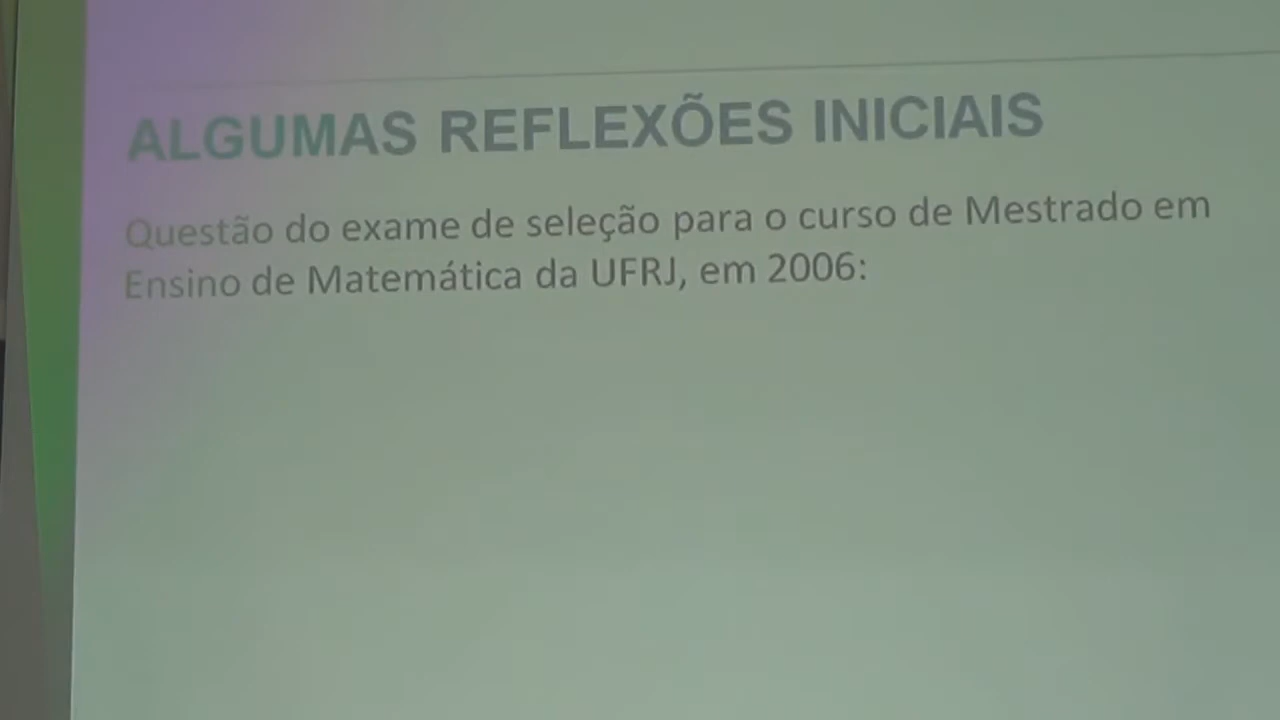 ALGUMAS REFLEXÕES INICIAIS
Questão do exame de seleção para o curso de Mestrado em
Ensino de Matemática da UFRJ, em 2006: